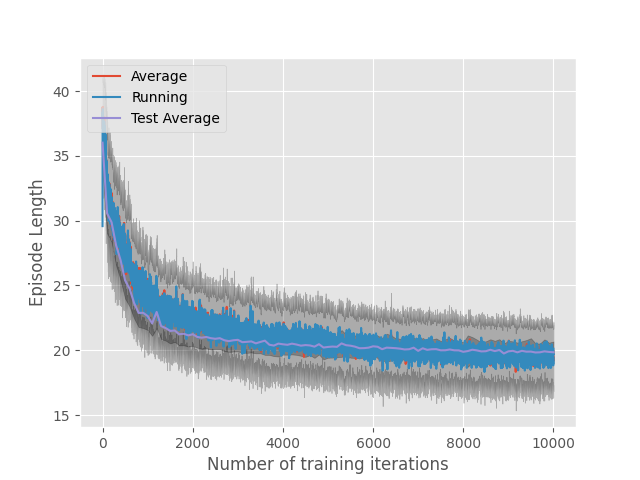 Average
Running
Test Average
40
35
30
25
20
15
Episode Length
0 2000 4000 6000 8000 10000
Number of training iterations